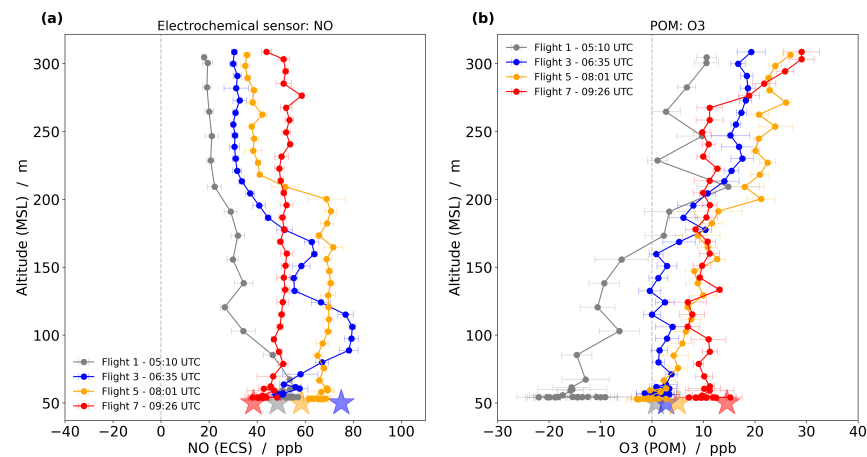 (a)
Electrochemical sensor: NO
300
250
200
150
100
50
Altitude (MSL) / m
Flight 1 - 05:10 UTC
Flight 3 - 06:35 UTC
Flight 5 - 08:01 UTC
Flight 7 - 09:26 UTC
−40 −20 0 20 40 60 80 100
NO (ECS) / ppb
(b)
POM: O3
Flight 1 - 05:10 UTC
Flight 3 - 06:35 UTC
Flight 5 - 08:01 UTC
Flight 7 - 09:26 UTC
300
250
200
150
100
50
Altitude (MSL) / m
−30 −20 −10 0 10 20 30 40
O3 (POM) / ppb